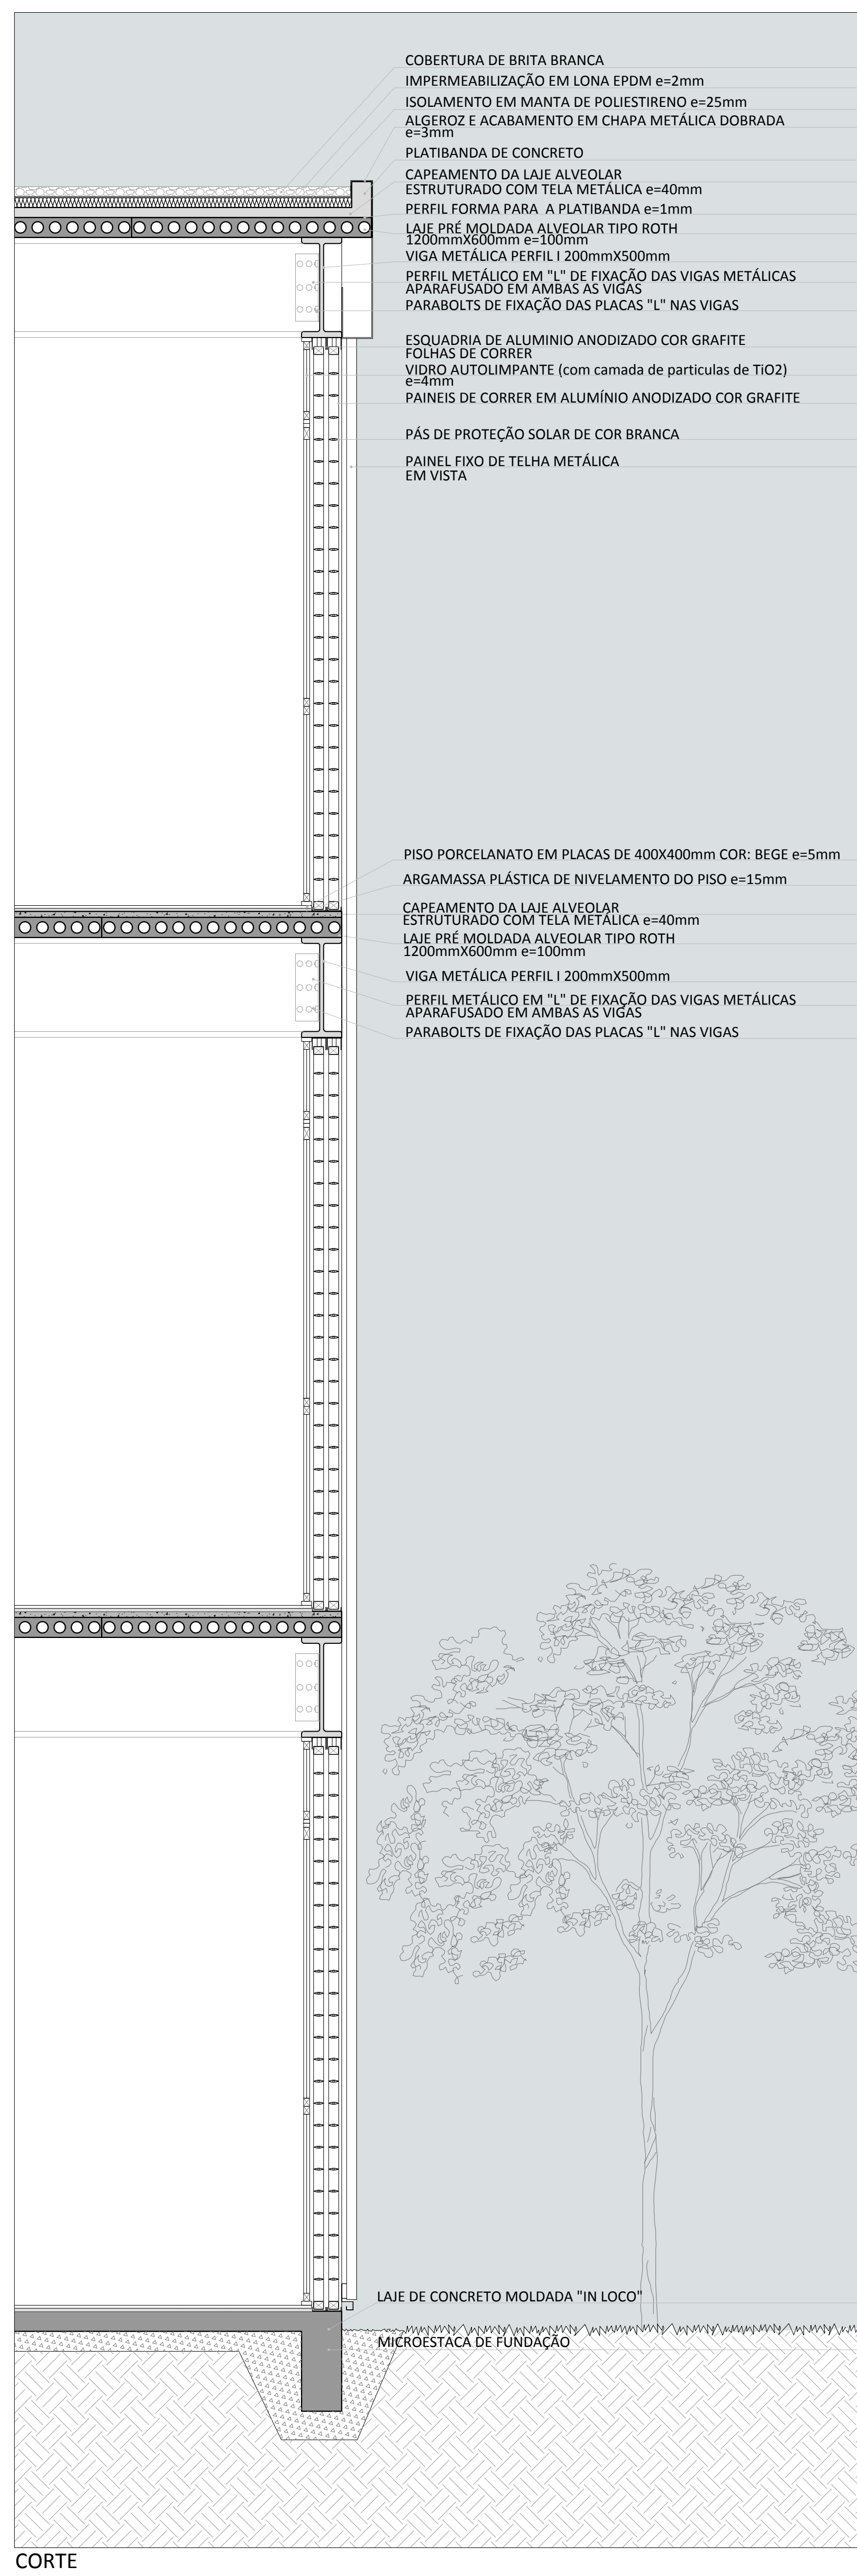 COBERTURA DE BRITA BRANCA
IMPERMEABILIZAÇÃO EM LONA EPDM e=2mm
ISOLAMENTO EM MANTA DE POLIESTIRENO e=25mm
ALGEROZ E ACABAMENTO EM CHAPA METÁLICA DOBRADA
e=3mm
PLATIBANDA DE CONCRETO
CAPEAMENTO DA LAJE ALVEOLAR
ESTRUTURADO COM TELA METÁLICA e=40mm
PERFIL FORMA PARA A PLATIBANDA e=1mm
LAJE PRÉ MOLDADA ALVEOLAR TIPO ROTH
1200mmX600mm e=100mm
VIGA METÁLICA PERFIL I 200mmX500mm
PERFIL METÁLICO EM "L" DE FIXAÇÃO DAS VIGAS METÁLICAS
APARAFUSADO EM AMBAS AS VIGAS
PARABOLTS DE FIXAÇÃO DAS PLACAS "L" NAS VIGAS
ESQUADRIA DE ALUMINIO ANODIZADO COR GRAFITE
FOLHAS DE CORRER
VIDRO AUTOLIMPANTE (com camada de particulas de TiO2)
e=4mm
PAINEIS DE CORRER EM ALUMÍNIO ANODIZADO COR GRAFITE
PÁS DE PROTEÇÃO SOLAR DE COR BRANCA
PAINEL FIXO DE TELHA METÁLICA
EM VISTA
PISO PORCELANATO EM PLACAS DE 400X400mm COR: BEGE e=5mm
ARGAMASSA PLÁSTICA DE NIVELAMENTO DO PISO e=15mm
CAPEAMENTO DA LAJE ALVEOLAR
ESTRUTURADO COM TELA METÁLICA e=40mm
LAJE PRÉ MOLDADA ALVEOLAR TIPO ROTH
1200mmX600mm e=100mm
VIGA METÁLICA PERFIL I 200mmX500mm
PERFIL METÁLICO EM "L" DE FIXAÇÃO DAS VIGAS METÁLICAS
APARAFUSADO EM AMBAS AS VIGAS
PARABOLTS DE FIXAÇÃO DAS PLACAS "L" NAS VIGAS
LAJE DE CONCRETO MOLDADA "IN LOCO"
MICROESTACA DE FUNDAÇÃO
CORTE